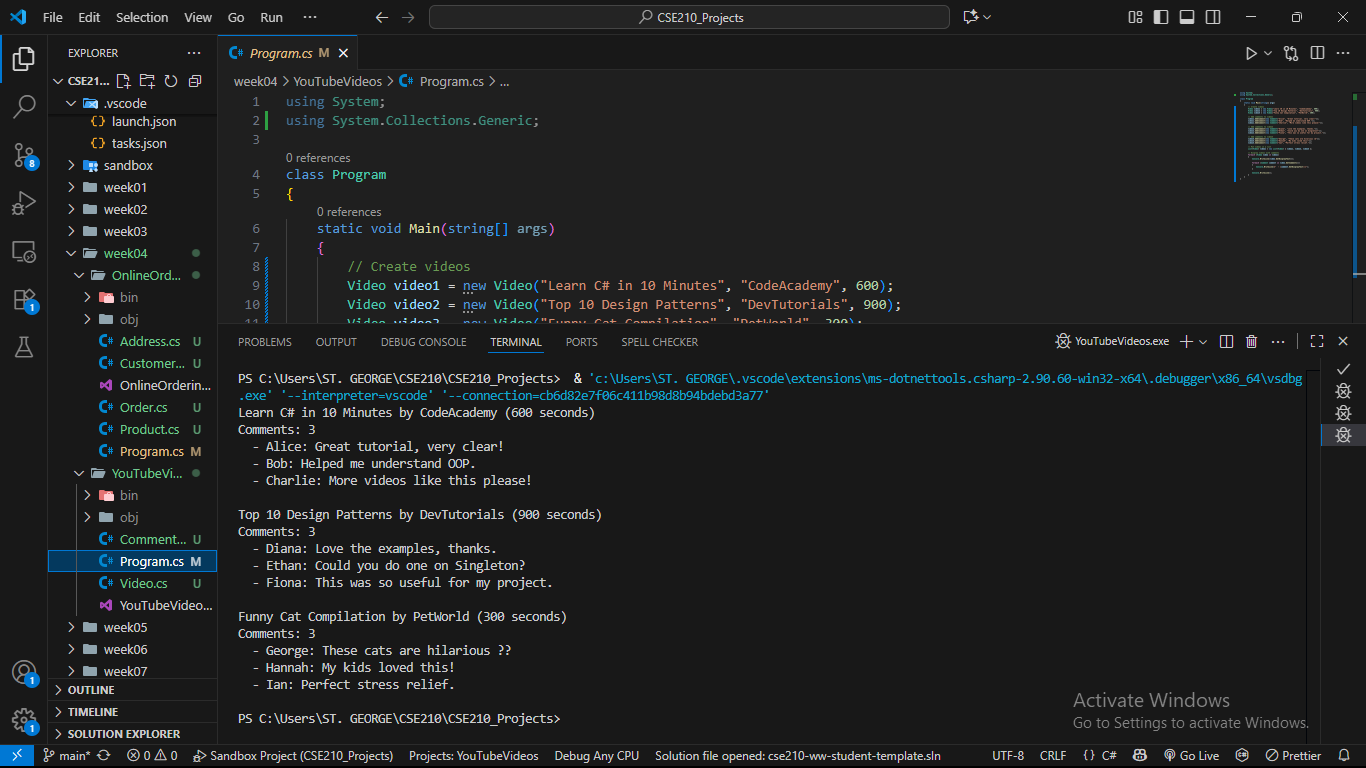 File Edit Selection View Go Run ···
CSE210_Projects
EXPLORER ···
CSE21...
.vscode
launch.json
tasks.json
sandbox
week01
week02
week03
week04
OnlineOrd...
bin
obj
Address.cs U
Customer... U
OnlineOrderin...
Order.cs U
Product.cs U
Program.cs M
YouTubeVi...
bin
obj
Comment... U
Program.cs M
Video.cs U
YouTubeVideo...
week05
week06
week07
OUTLINE
TIMELINE
SOLUTION EXPLORER
8
1
1
1
Program.cs M
week04 > YouTubeVideos > Program.cs > ...
1 using System;
2 using System.Collections.Generic;
3
0 references
4 class Program
5 {
0 references
6 static void Main(string[] args)
7 {
8 // Create videos
9 Video video1 = new Video("Learn C# in 10 Minutes", "CodeAcademy", 600);
10 Video video2 = new Video("Top 10 Design Patterns", "DevTutorials", 900);
11 Video video3 = new Video("Funny Cat Compilation", "PetWorld", 300);
PROBLEMS OUTPUT DEBUG CONSOLE TERMINAL PORTS SPELL CHECKER
YouTubeVideos.exe
PS C:\Users\ST. GEORGE\CSE210\CSE210_Projects> & 'c:\Users\ST. GEORGE\.vscode\extensions\ms-dotnettools.csharp-2.90.60-win32-x64\.debugger\x86_64\vsdbg
.exe' '--interpreter=vscode' '--connection=cb6d82e7f06c411b98d8b94bdebd3a77'
Learn C# in 10 Minutes by CodeAcademy (600 seconds)
Comments: 3
- Alice: Great tutorial, very clear!
- Bob: Helped me understand OOP.
- Charlie: More videos like this please!
Top 10 Design Patterns by DevTutorials (900 seconds)
Comments: 3
- Diana: Love the examples, thanks.
- Ethan: Could you do one on Singleton?
- Fiona: This was so useful for my project.
Funny Cat Compilation by PetWorld (300 seconds)
Comments: 3
- George: These cats are hilarious ??
- Hannah: My kids loved this!
- Ian: Perfect stress relief.
PS C:\Users\ST. GEORGE\CSE210\CSE210_Projects>
Activate Windows
Go to Settings to activate Windows.
main* 0 0 Sandbox Project (CSE210_Projects) Projects: YouTubeVideos Debug Any CPU Solution file opened: cse210-ww-student-template.sln UTF-8 CRLF {} C# Go Live Prettier